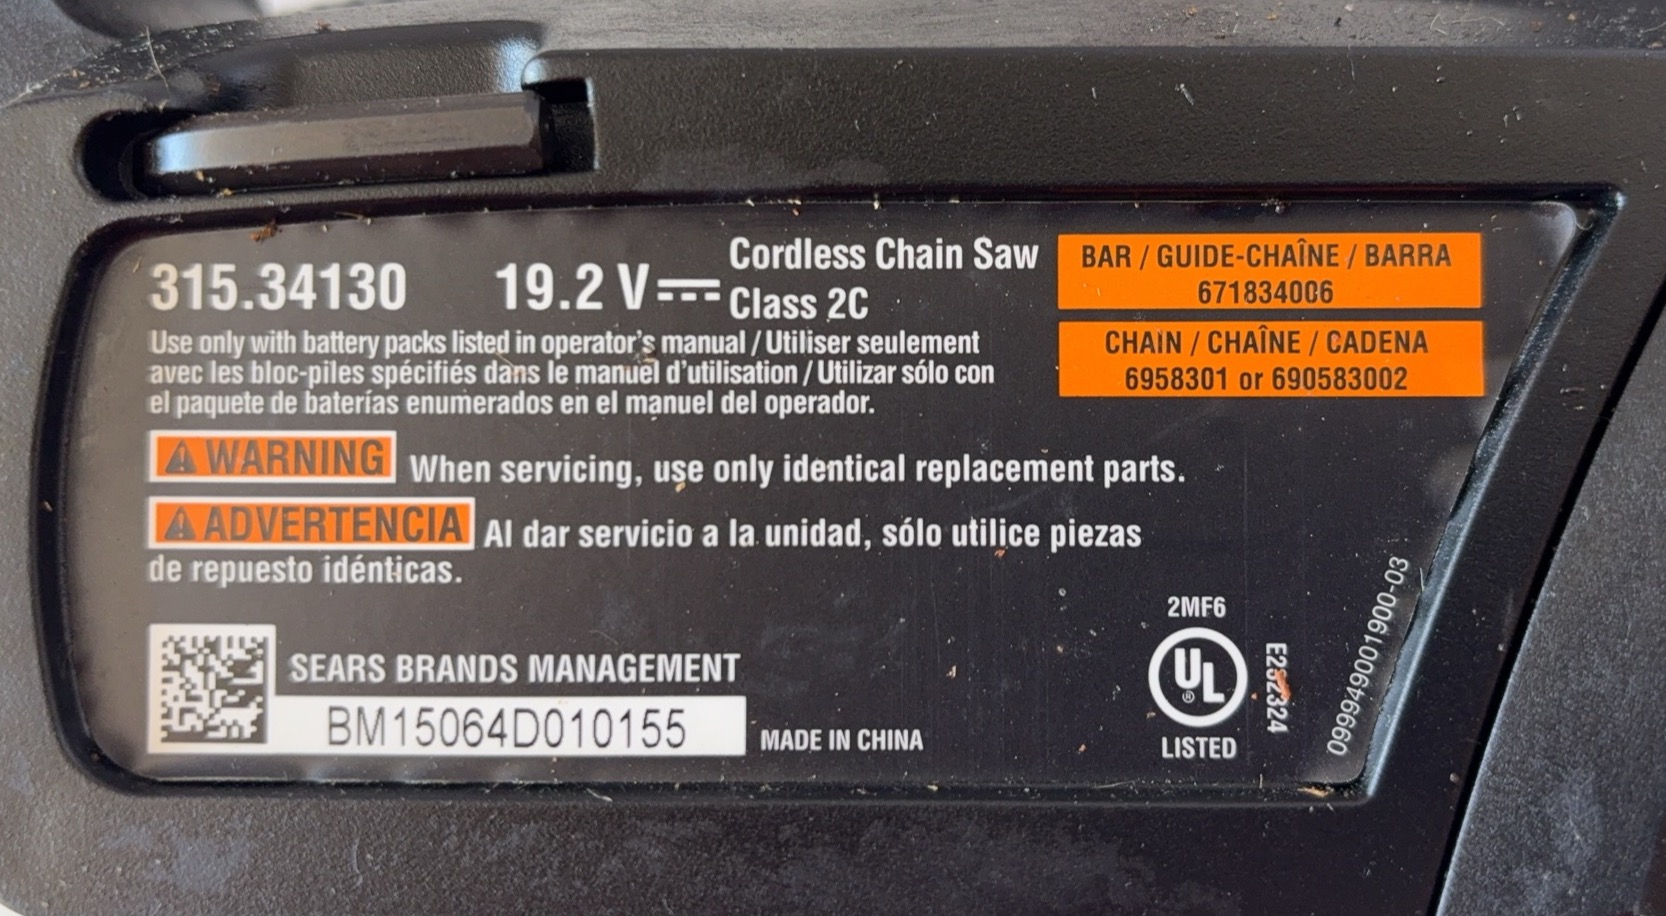 315.34130 19.2 V Cordless Chain Saw
Class 2C
Use only with battery packs listed in operator's manual / Utiliser seulement
avec les bloc-piles spécifiés dans le manuel d'utilisation / Utilizar sólo con
el paquete de baterías enumerados en el manuel del operador.
BAR / GUIDE-CHAÎNE / BARRA
671834006
CHAIN / CHAÎNE / CADENA
6958301 or 690583002
WARNING When servicing, use only identical replacement parts.
ADVERTENCIA Al dar servicio a la unidad, sólo utilice piezas
de repuesto idénticas.
SEARS BRANDS MANAGEMENT
BM15064D010155
MADE IN CHINA
2MF6
UL
®
LISTED
E232324
099949001900-03